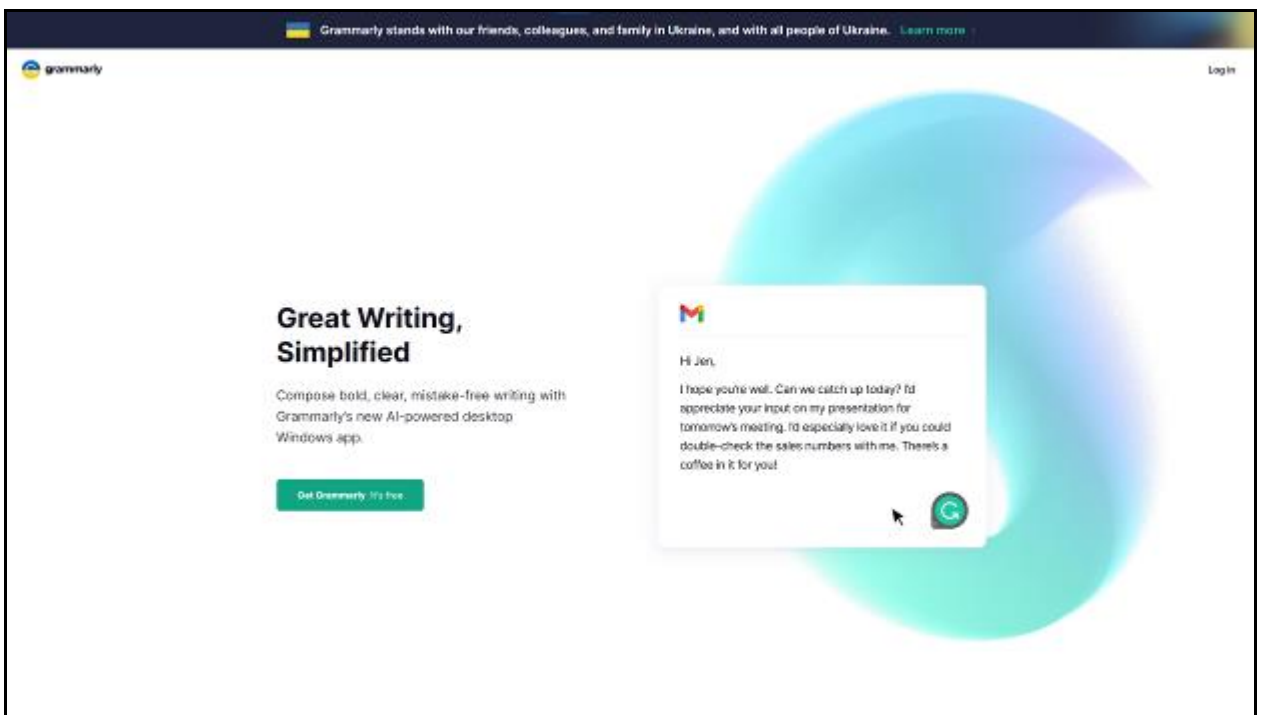 Grammarly stands with our friends, colleagues, and family in Ukraine, and with all people of Ukraine. Learn more
grammarly
Log in
Great Writing,
Simplified
Compose bold, clear, mistake-free writing with
Grammarly's new AI-powered desktop
Windows app.
Get Grammarly It's free
Hi Jen,
I hope you're well. Can we catch up today? I'd
appreciate your input on my presentation for
tomorrow's meeting. I'd especially love it if you could
double-check the sales numbers with me. There's a
coffee in it for you!